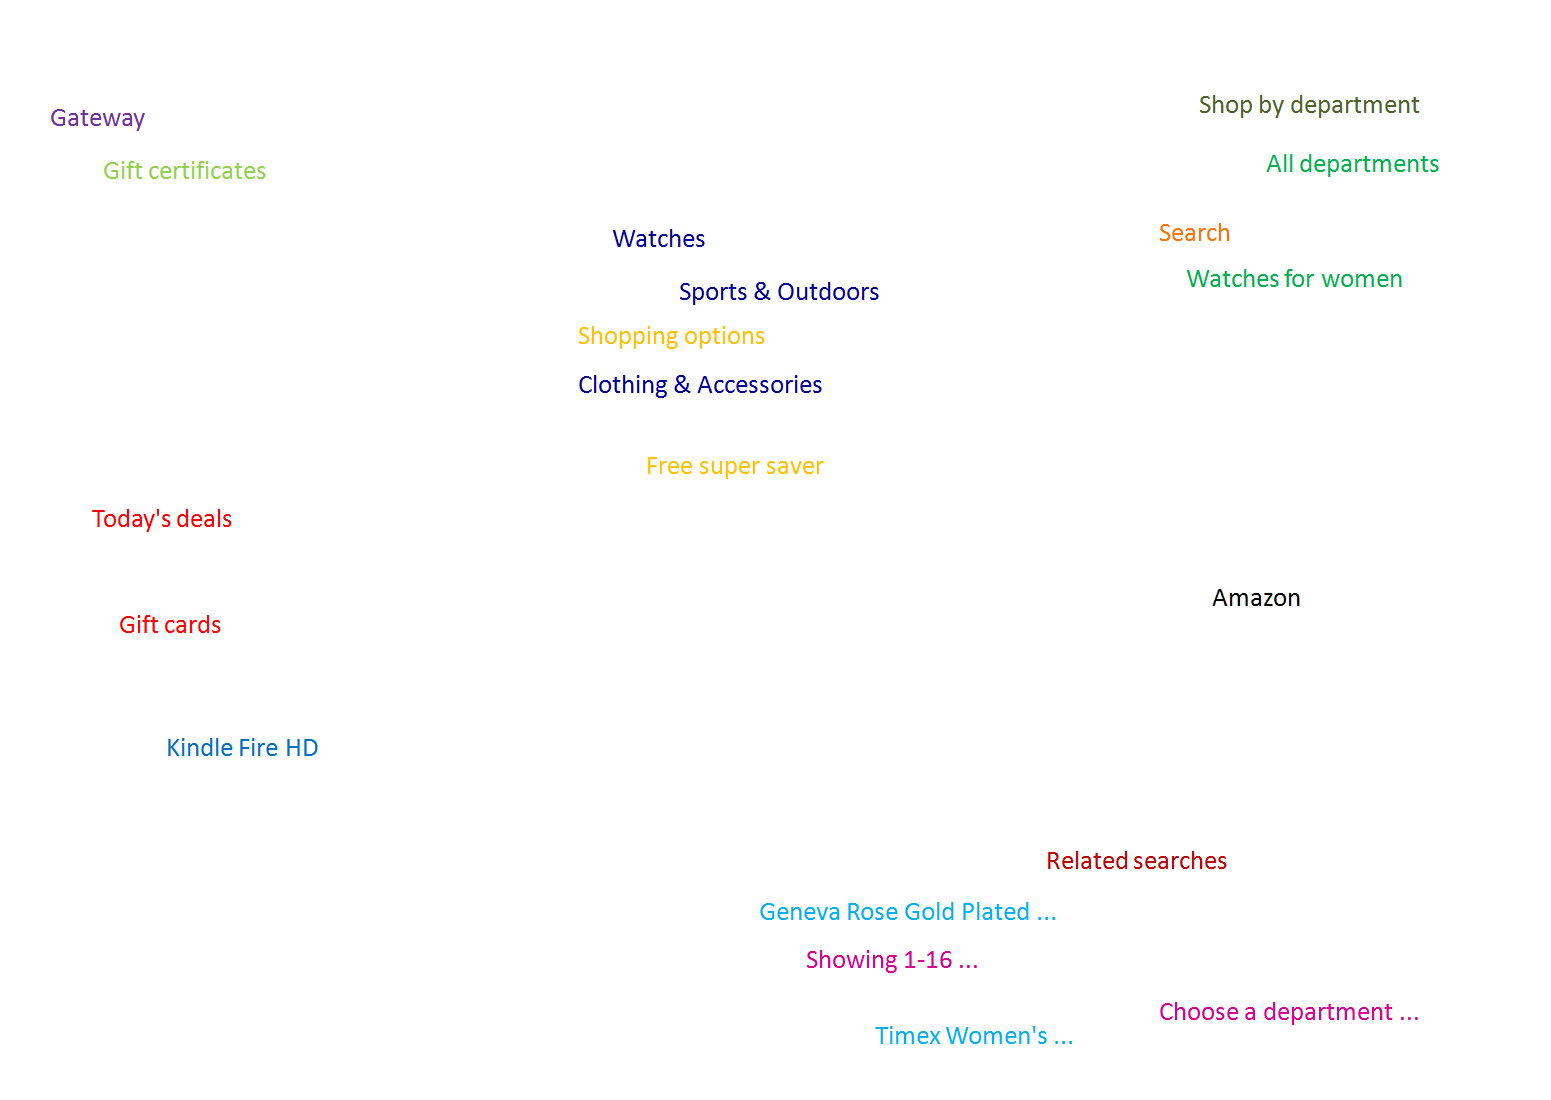 Shop by department
Gateway
All departments
Gift certificates
Search
Watches
Watches for women
Sports & Outdoors
Shopping options
Clothing & Accessories
Free super saver
Today's deals
Amazon
Gift cards
Kindle Fire HD
Related searches
Geneva Rose Gold Plated ...
Showing 1-16 ...
Choose a department ...
Timex Women's ...